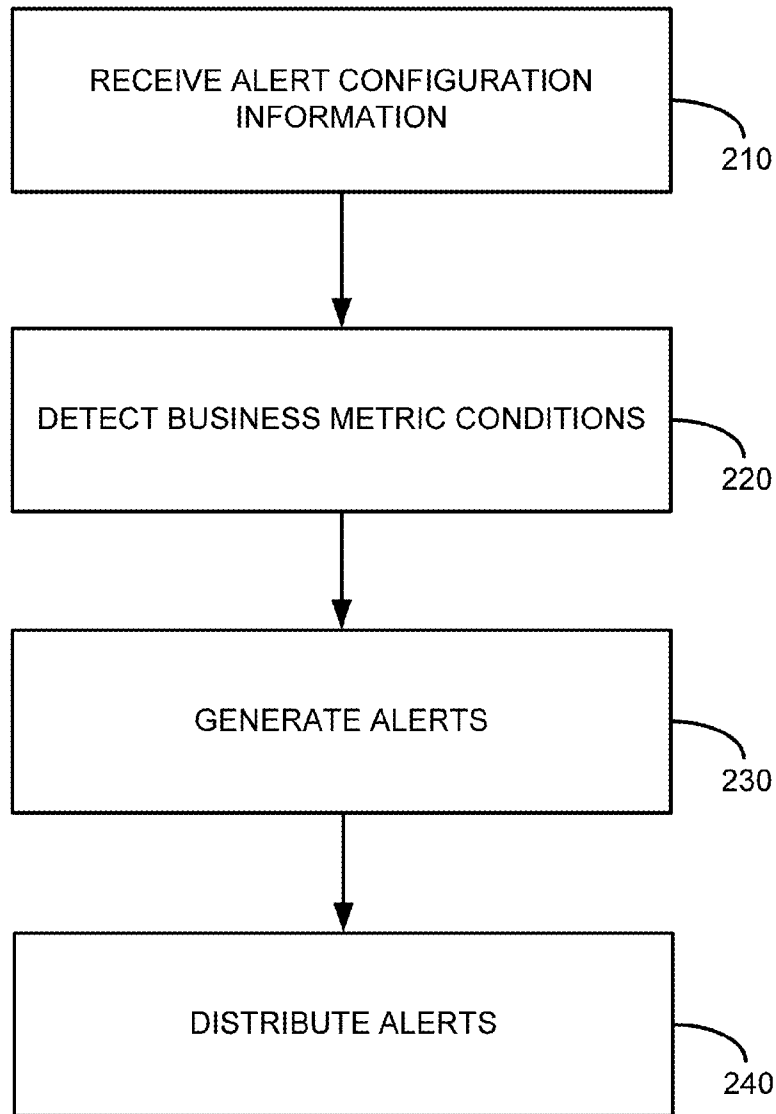 RECEIVE ALERT CONFIGURATION
INFORMATION
210
DETECT BUSINESS METRIC CONDITIONS
220
GENERATE ALERTS
230
DISTRIBUTE ALERTS
240